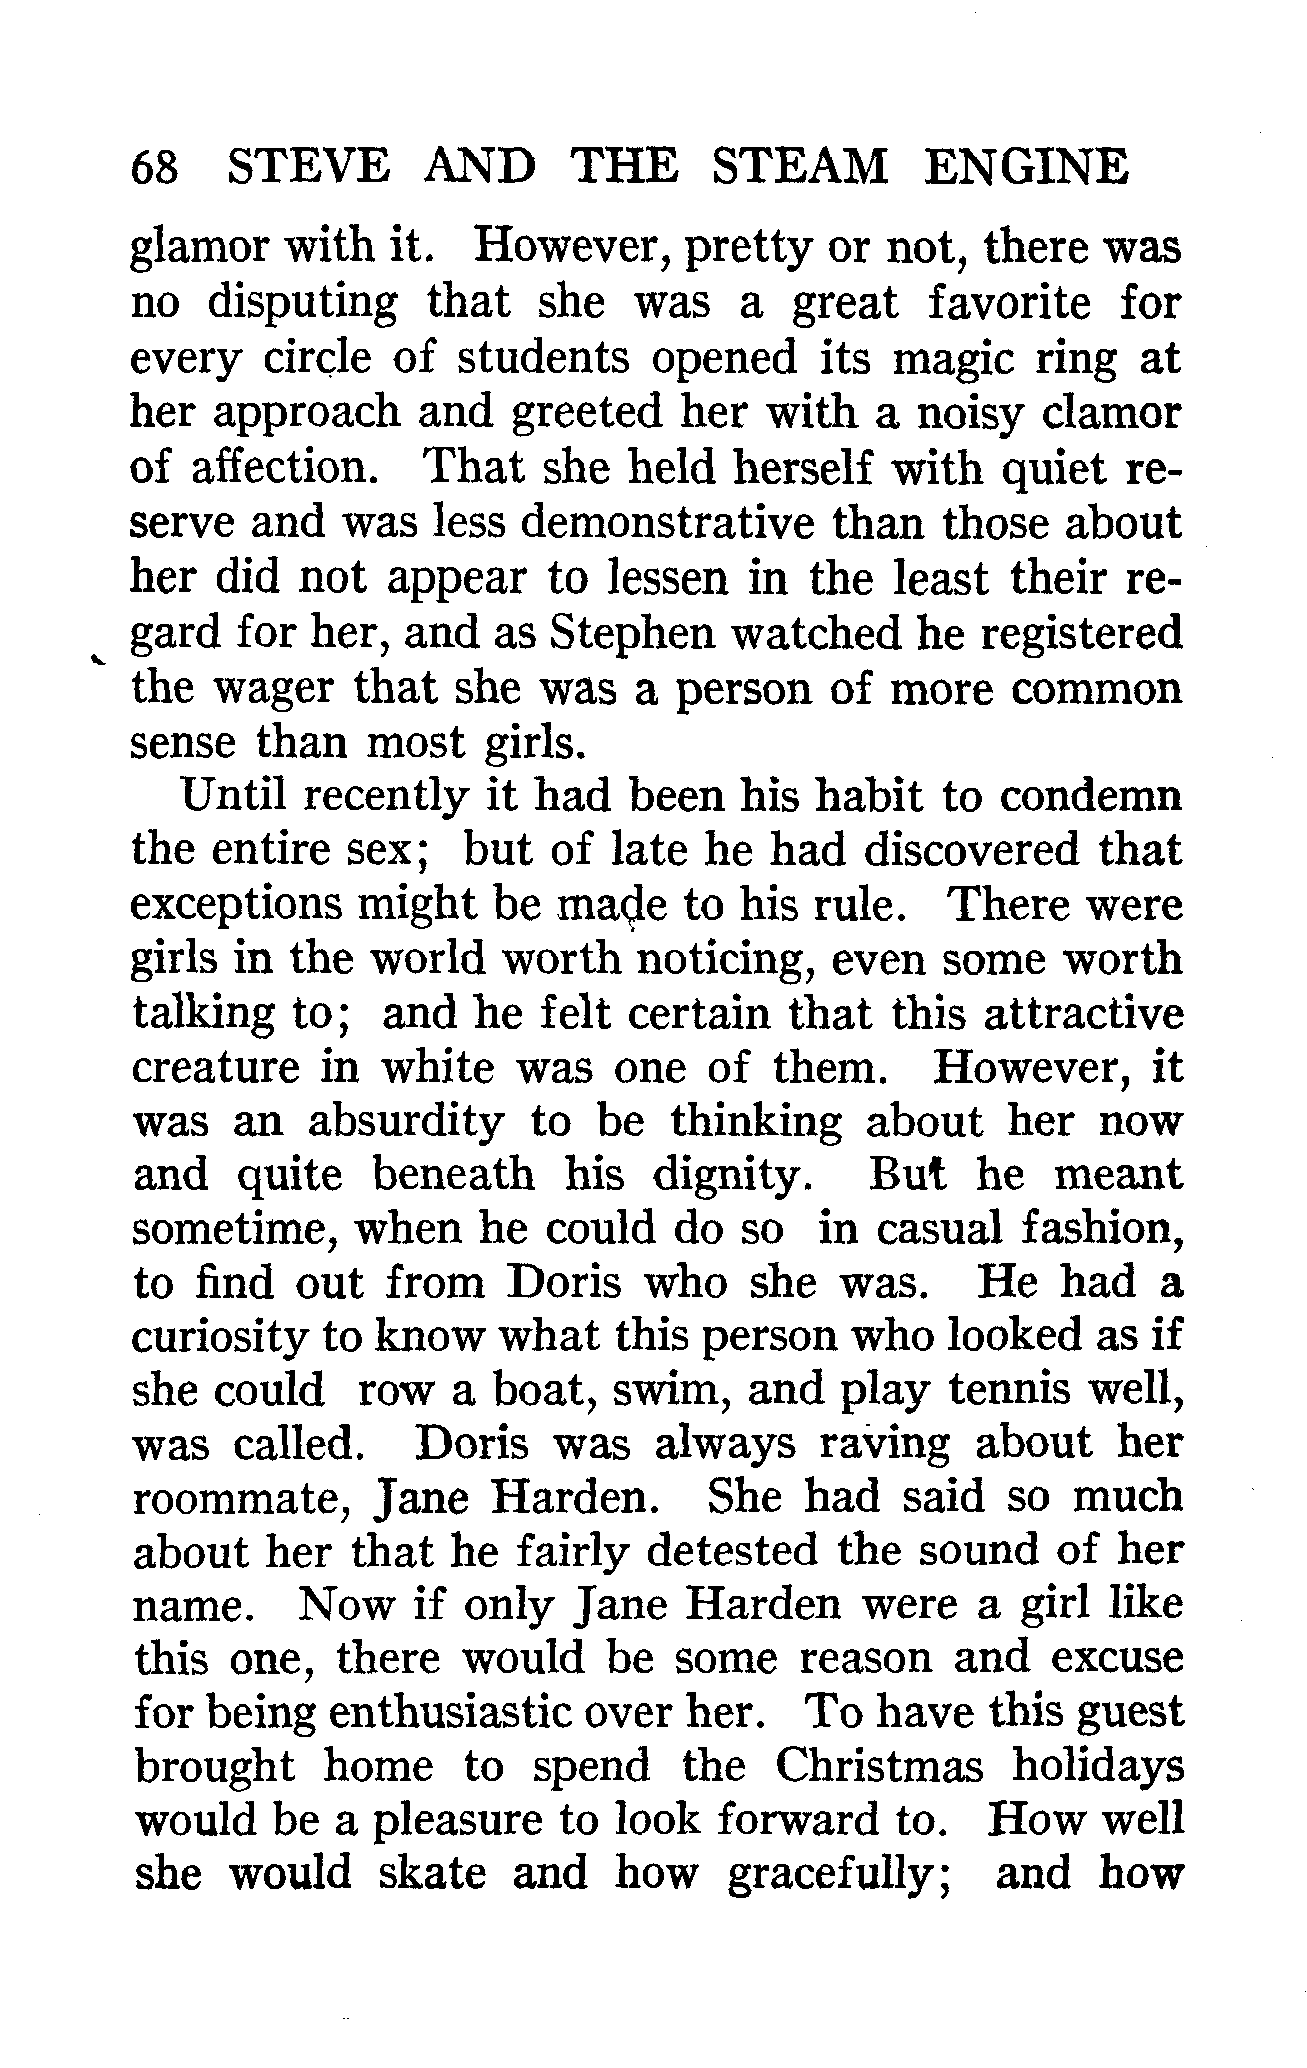 68 STEVE AND THE STEAM ENGINE
glamor with it. However, pretty or not, there was
no disputing that she was a great favorite for
every circle of students opened its magic ring at
her approach and greeted her with a noisy clamor
of affection. That she held herself with quiet re-
serve and was less demonstrative than those about
her did not appear to lessen in the least their re-
gard for her, and as Stephen watched he registered
the wager that she was a person of more common
sense than most girls.
Until recently it had been his habit to condemn
the entire sex; but of late he had discovered that
exceptions might be made to his rule. There were
girls in the world worth noticing, even some worth
talking to; and he felt certain that this attractive
creature in white was one of them. However, it
was an absurdity to be thinking about her now
and quite beneath his dignity. But he meant
sometime, when he could do so in casual fashion,
to find out from Doris who she was. He had a
curiosity to know what this person who looked as if
she could row a boat, swim, and play tennis well,
was called. Doris was always raving about her
roommate, Jane Harden. She had said so much
about her that he fairly detested the sound of her
name. Now if only Jane Harden were a girl like
this one, there would be some reason and excuse
for being enthusiastic over her. To have this guest
brought home to spend the Christmas holidays
would be a pleasure to look forward to. How well
she would skate and how gracefully; and how